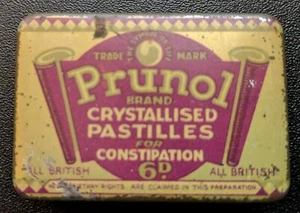 TRADE MARK
Prunol
BRAND
CRYSTALLISED
PASTILLES
FOR
CONSTIPATION
6D
ALL BRITISH ALL BRITISH
RIGHTS ARE CLAIMED IN THIS PREPARATION